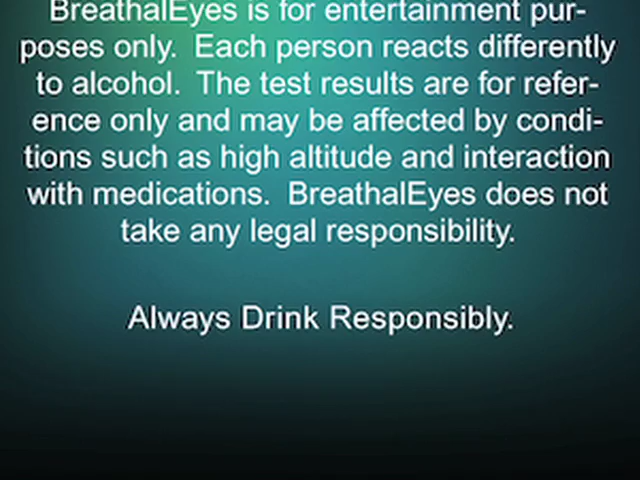 BreathalEyes is for entertainment pur-
poses only.  Each person reacts differently
to alcohol.  The test results are for refer-
ence only and may be affected by condi-
tions such as high altitude and interaction
with medications.  BreathalEyes does not
take any legal responsibility.
Always Drink Responsibly.